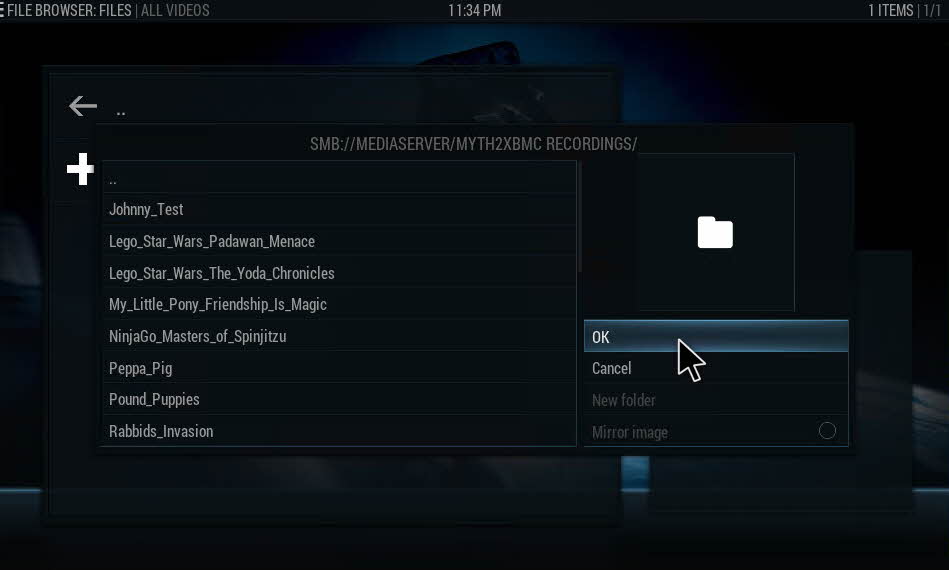 FILE BROWSER: FILES | ALL VIDEOS
11:34 PM
1 ITEMS | 1/1
..
SMB://MEDIASERVER/MYTH2XBMC RECORDINGS/
..
Johnny_Test
Lego_Star_Wars_Padawan_Menace
Lego_Star_Wars_The_Yoda_Chronicles
My_Little_Pony_Friendship_Is_Magic
NinjaGo_Masters_of_Spinjitzu
Peppa_Pig
Pound_Puppies
Rabbids_Invasion
OK
Cancel
New folder
Mirror image